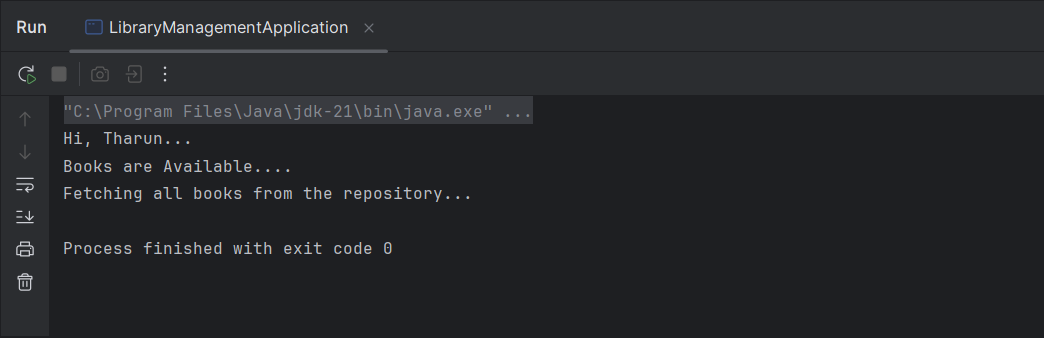 Run LibraryManagementApplication
"C:\Program Files\Java\jdk-21\bin\java.exe" ...
Hi, Tharun...
Books are Available....
Fetching all books from the repository...
Process finished with exit code 0